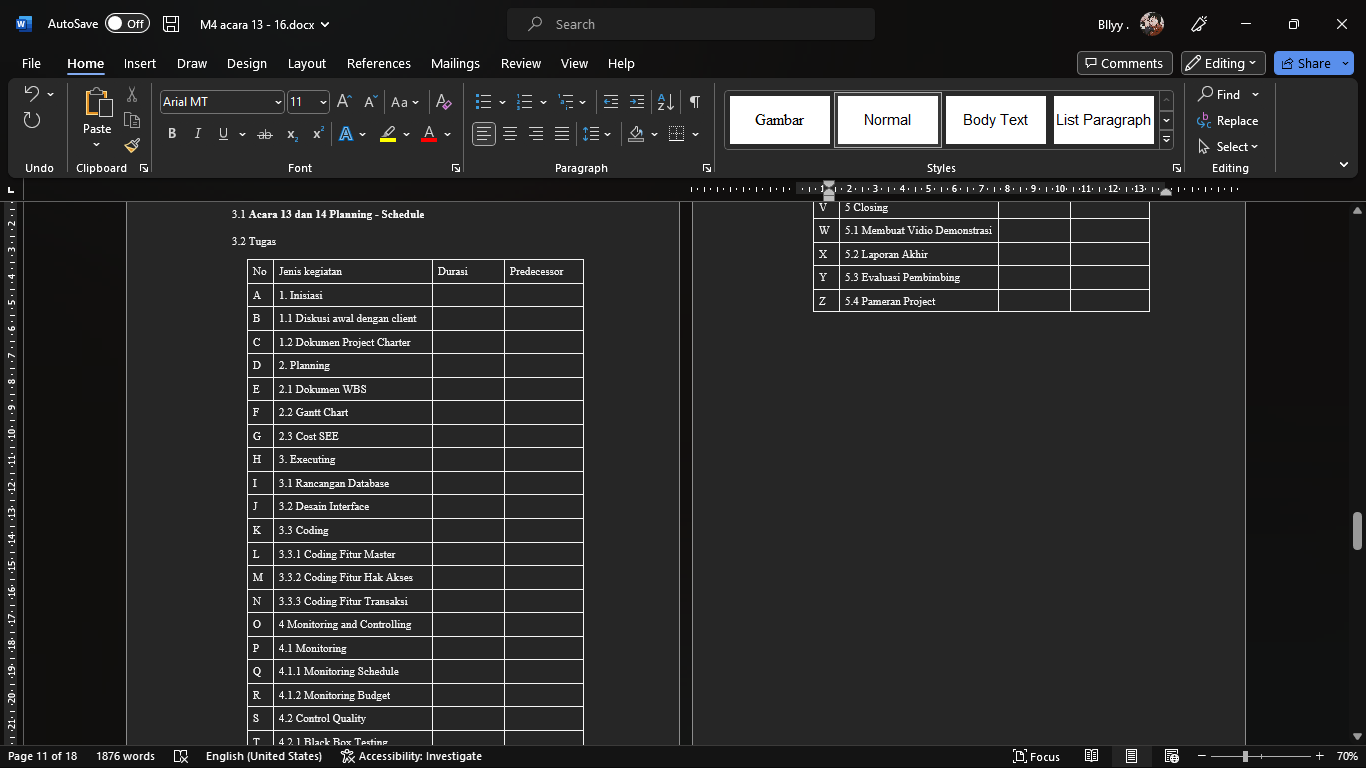 AutoSave Off M4 acara 13 - 16.docx Search Bllyy .
File Home Insert Draw Design Layout References Mailings Review View Help Comments Editing Share
Arial MT 11 Aa
Paste
B I U ab x2 x2 A A
Gambar Normal Body Text List Paragraph
Find
Replace
Select
Undo Clipboard Font Paragraph Styles Editing
3.1 Acara 13 dan 14 Planning - Schedule
3.2 Tugas
No Jenis kegiatan Durasi Predecessor
A 1. Inisiasi
B 1.1 Diskusi awal dengan client
C 1.2 Dokumen Project Charter
D 2. Planning
E 2.1 Dokumen WBS
F 2.2 Gantt Chart
G 2.3 Cost SEE
H 3. Executing
I 3.1 Rancangan Database
J 3.2 Desain Interface
K 3.3 Coding
L 3.3.1 Coding Fitur Master
M 3.3.2 Coding Fitur Hak Akses
N 3.3.3 Coding Fitur Transaksi
O 4 Monitoring and Controlling
P 4.1 Monitoring
Q 4.1.1 Monitoring Schedule
R 4.1.2 Monitoring Budget
S 4.2 Control Quality
T 4.2.1 Black Box Testing
V 5 Closing
W 5.1 Membuat Vidio Demonstrasi
X 5.2 Laporan Akhir
Y 5.3 Evaluasi Pembimbing
Z 5.4 Pameran Project
Page 11 of 18 1876 words English (United States) Accessibility: Investigate Focus 70%